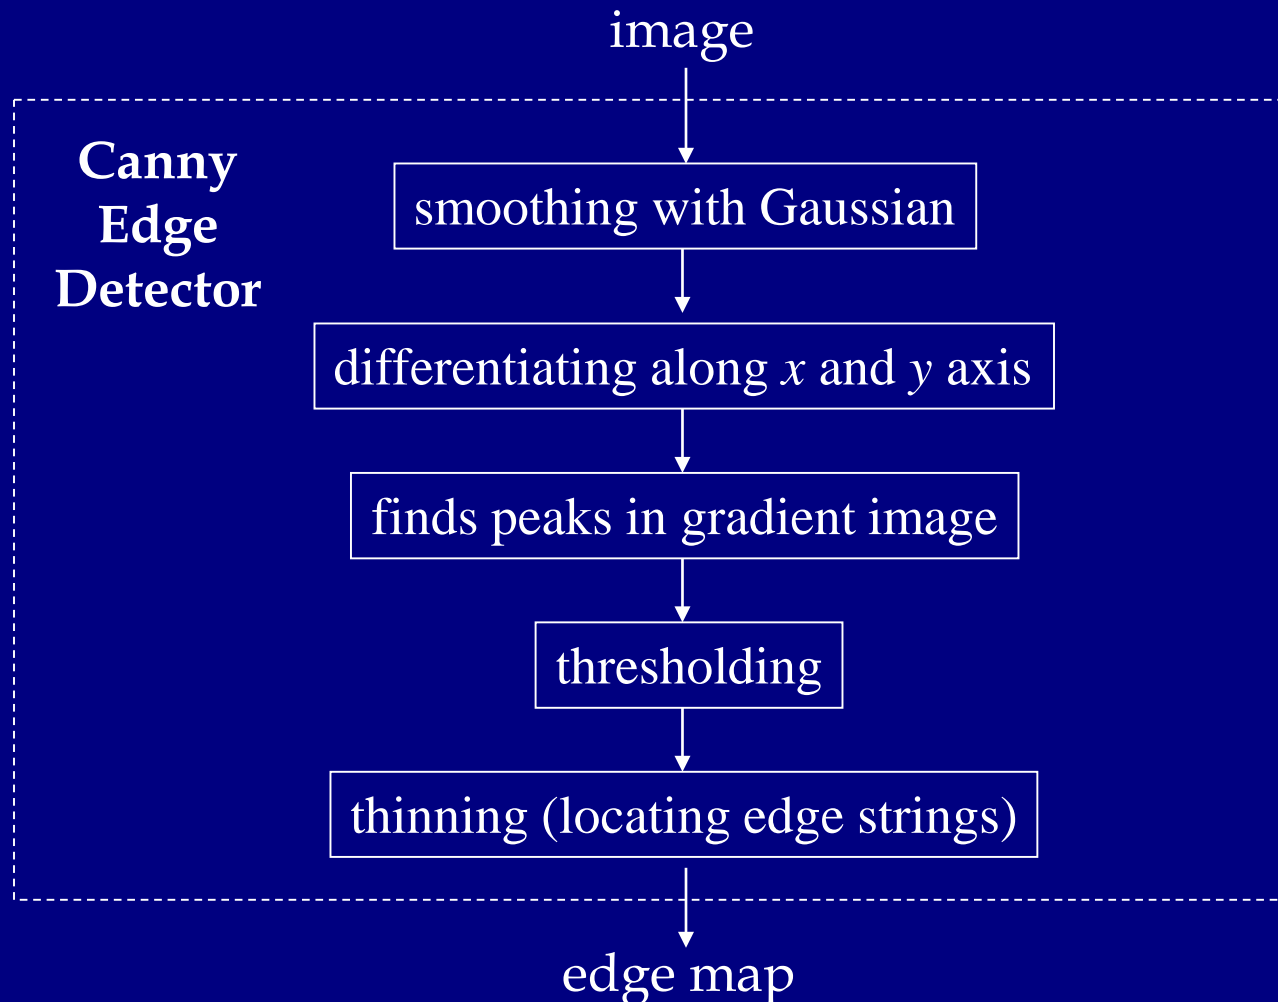 image
Canny
Edge
Detector
smoothing with Gaussian
differentiating along x and y axis
finds peaks in gradient image
thresholding
thinning (locating edge strings)
edge map